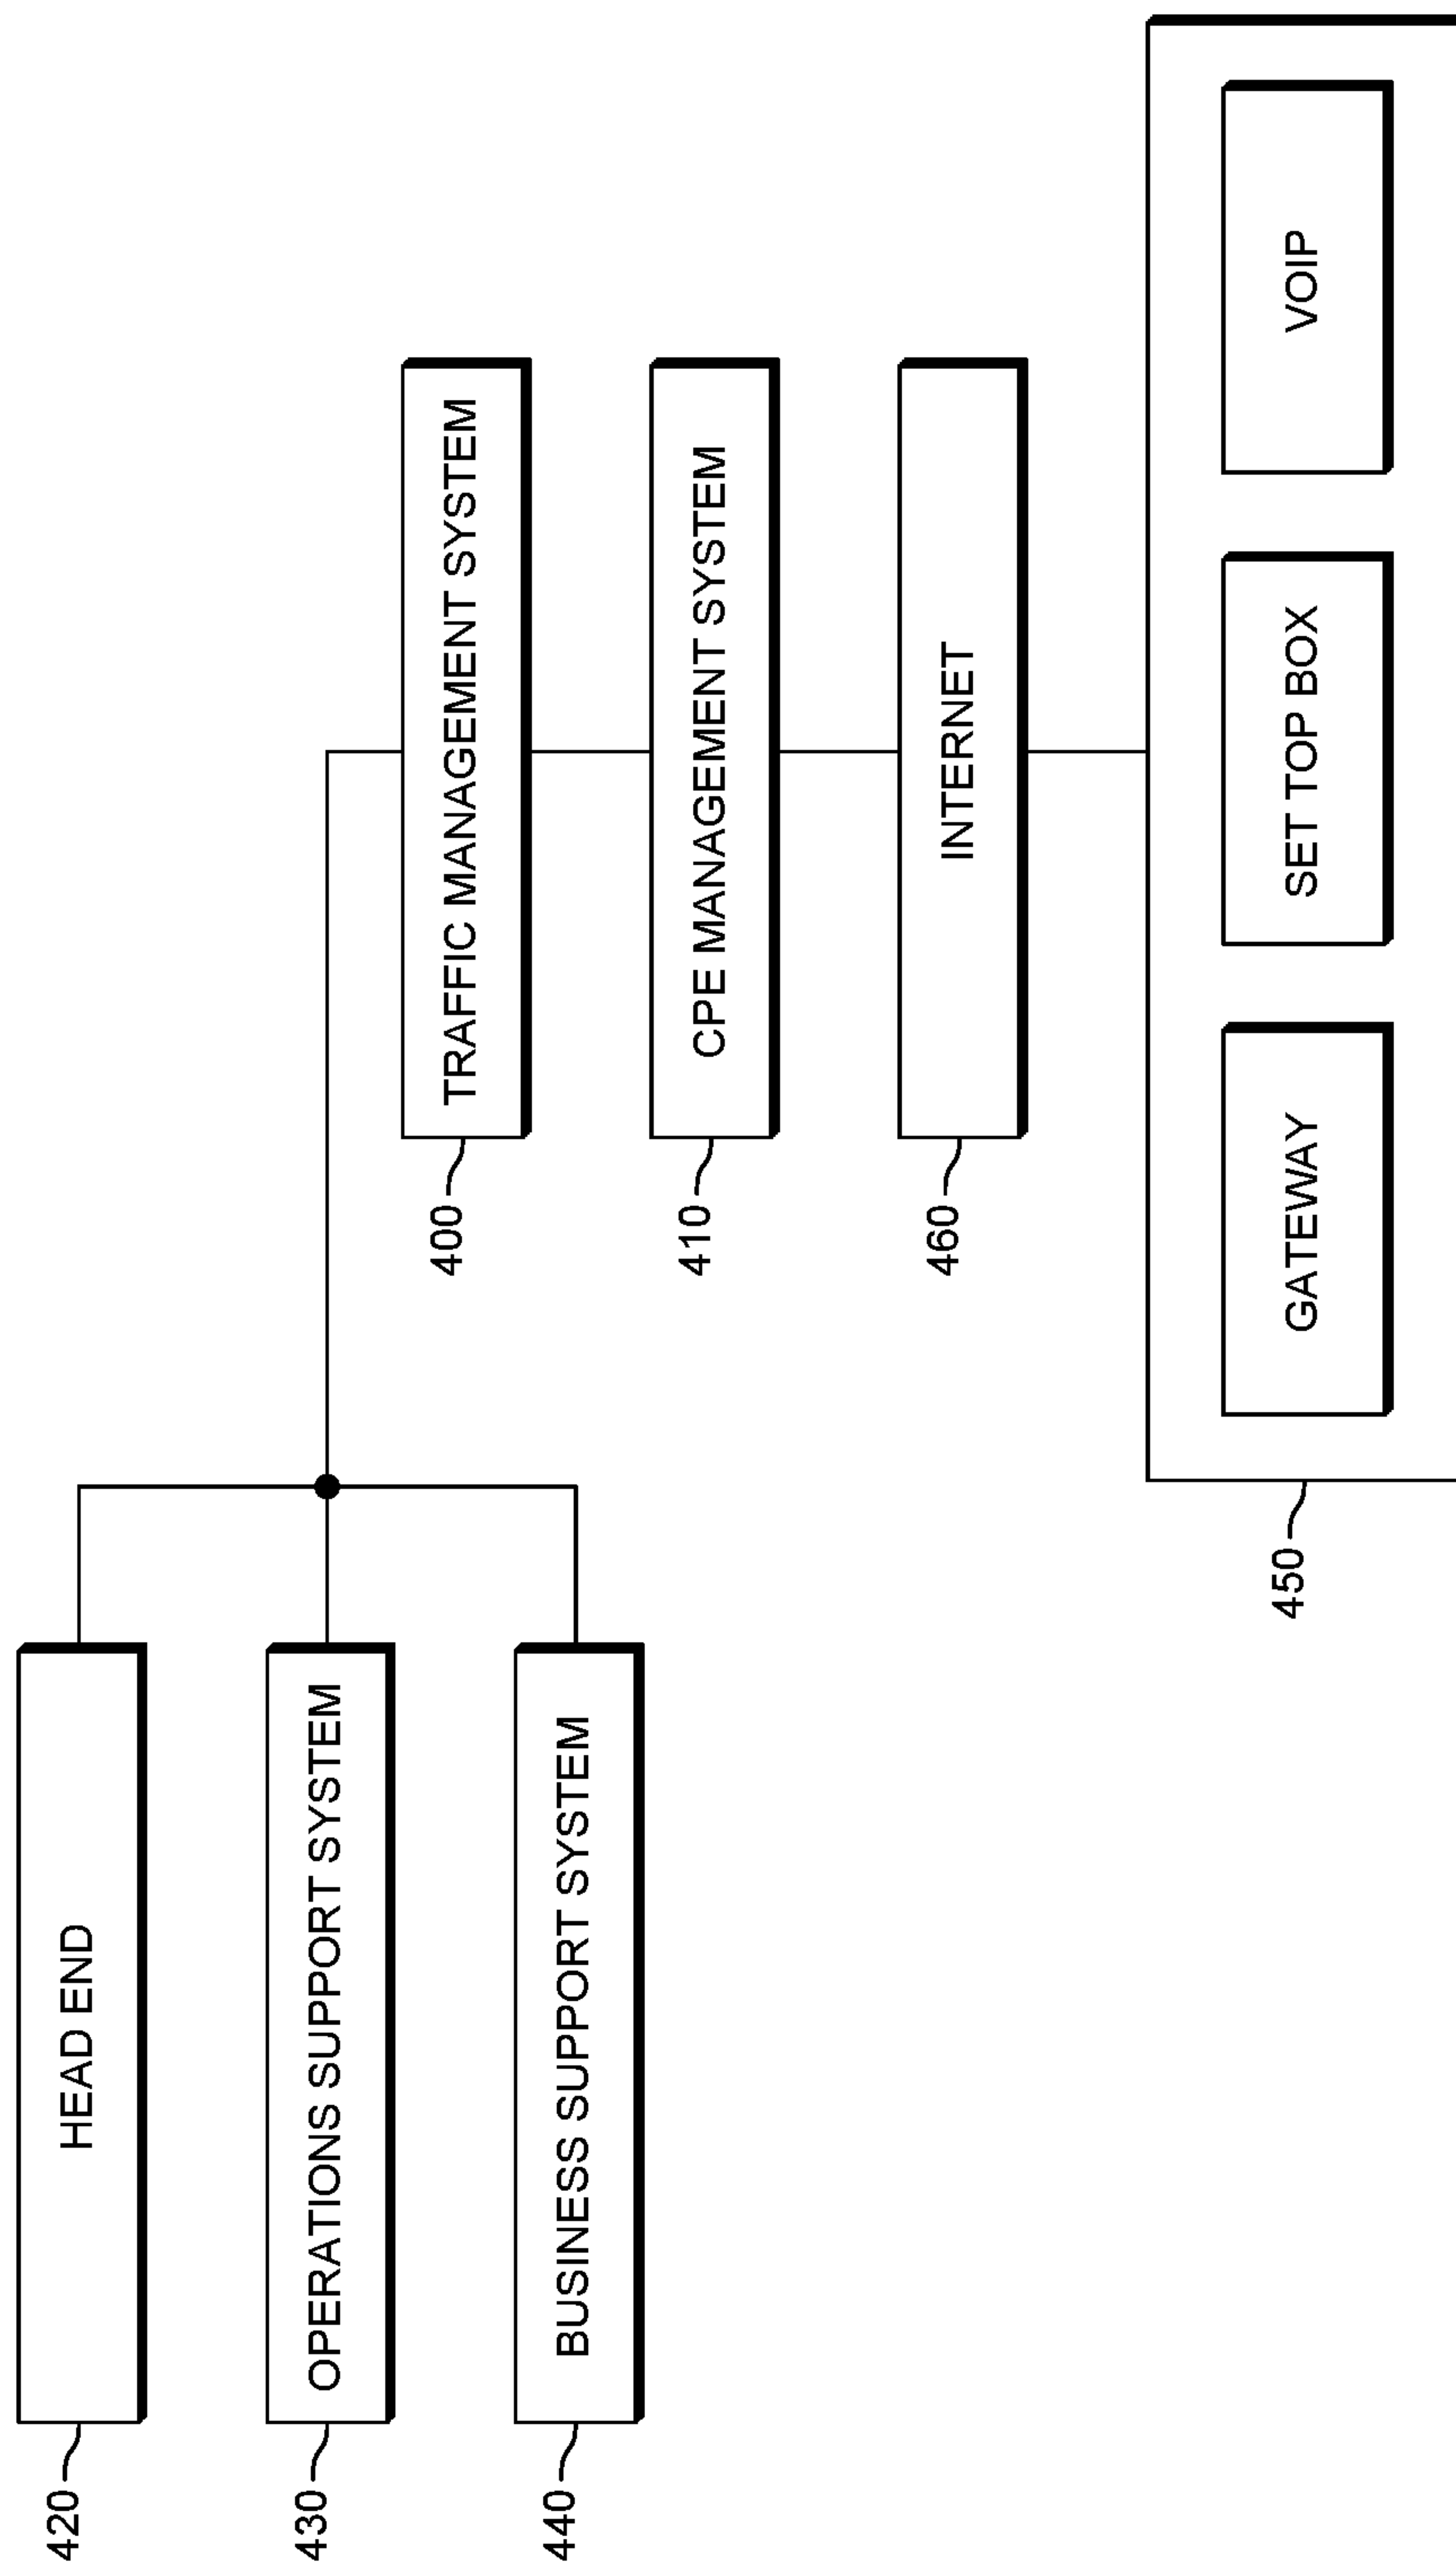 420
HEAD END
430
OPERATIONS SUPPORT SYSTEM
440
BUSINESS SUPPORT SYSTEM
400
TRAFFIC MANAGEMENT SYSTEM
410
CPE MANAGEMENT SYSTEM
460
INTERNET
450
GATEWAY
SET TOP BOX
VOIP